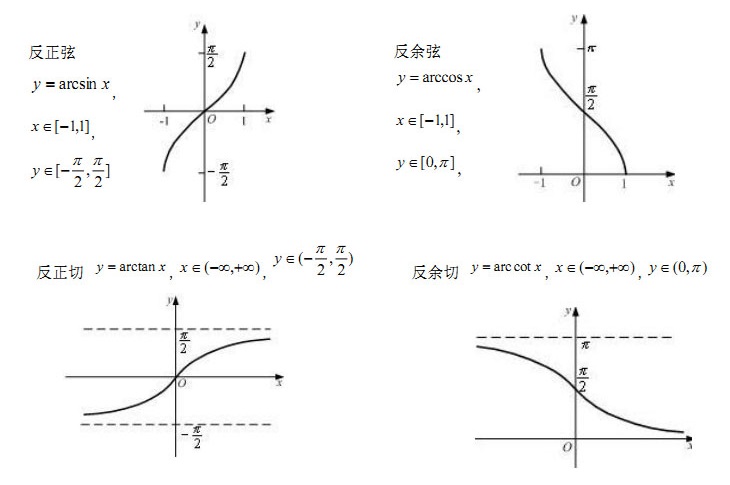 反正弦
y = arcsin x,
x∈[-1,1],
y∈[-π/2,π/2]
y
π/2
-1
O
1
x
-π/2
反余弦
y = arccos x,
x∈[-1,1],
y∈[0,π],
y
π
π/2
-1
O
1
x
反正切 y = arctan x, x∈(-∞,+∞), y∈(-π/2,π/2)
y
π/2
O
x
-π/2
反余切 y = arc cot x, x∈(-∞,+∞), y∈(0,π)
y
π
π/2
O
x